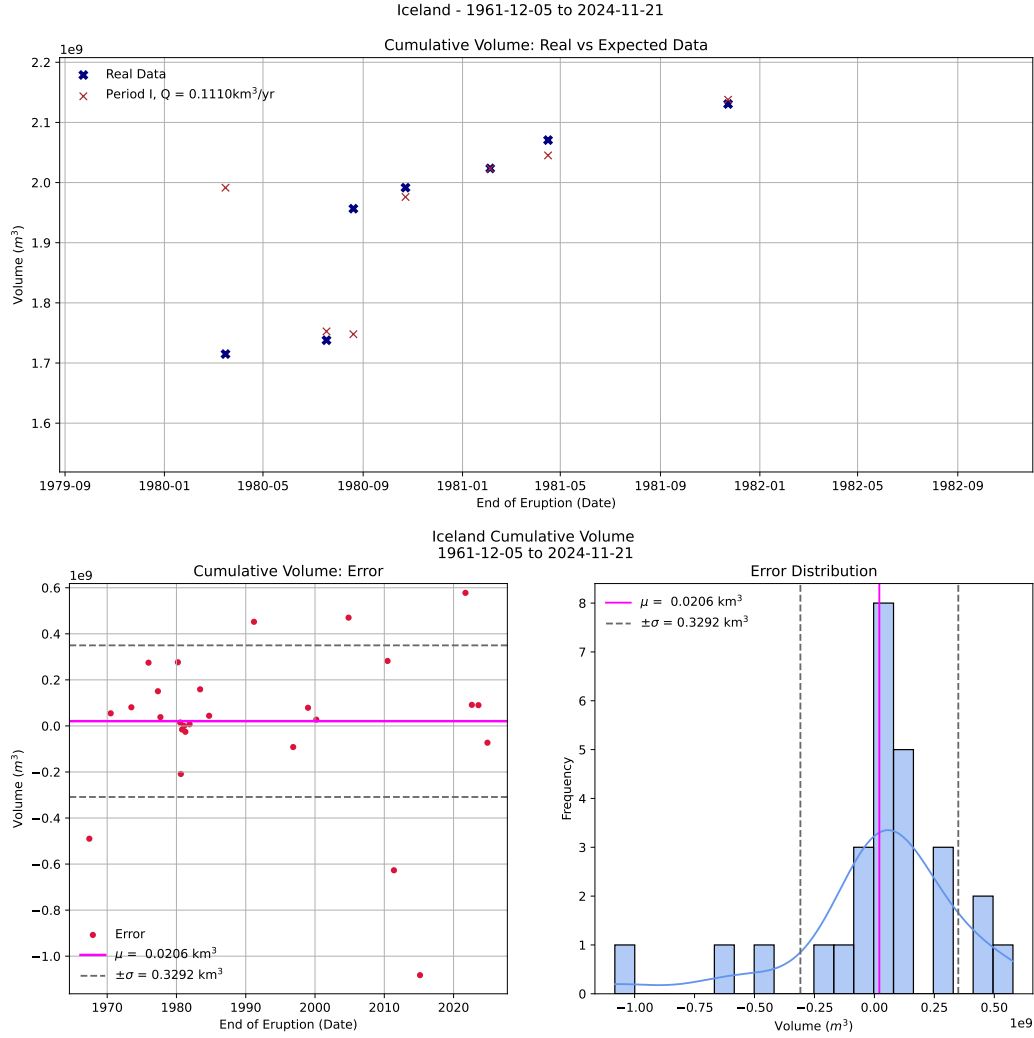 Iceland - 1961-12-05 to 2024-11-21
Cumulative Volume: Real vs Expected Data
1e9
Real Data
Period I, Q = 0.1110km³/yr
Volume (m³)
2.2
2.1
2.0
1.9
1.8
1.7
1.6
1979-09 1980-01 1980-05 1980-09 1981-01 1981-05 1981-09 1982-01 1982-05 1982-09
End of Eruption (Date)
Iceland Cumulative Volume
1961-12-05 to 2024-11-21
Cumulative Volume: Error
1e9
Volume (m³)
0.6
0.4
0.2
0.0
−0.2
−0.4
−0.6
−0.8
−1.0
Error
μ = 0.0206 km³
±σ = 0.3292 km³
1970 1980 1990 2000 2010 2020
End of Eruption (Date)
Error Distribution
μ = 0.0206 km³
±σ = 0.3292 km³
Frequency
8
7
6
5
4
3
2
1
0
−1.00 −0.75 −0.50 −0.25 0.00 0.25 0.50
Volume (m³)
1e9